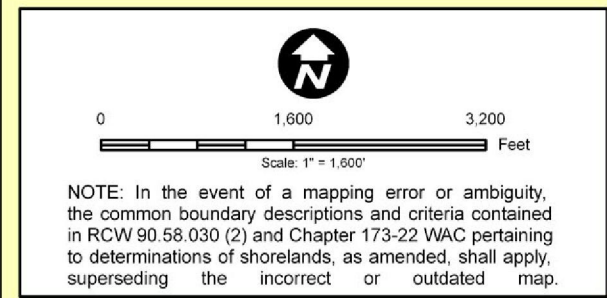 N
0 1,600 3,200
Feet
Scale: 1" = 1,600'
NOTE: In the event of a mapping error or ambiguity,
the common boundary descriptions and criteria contained
in RCW 90.58.030 (2) and Chapter 173-22 WAC pertaining
to determinations of shorelands, as amended, shall apply,
superseding the incorrect or outdated map.